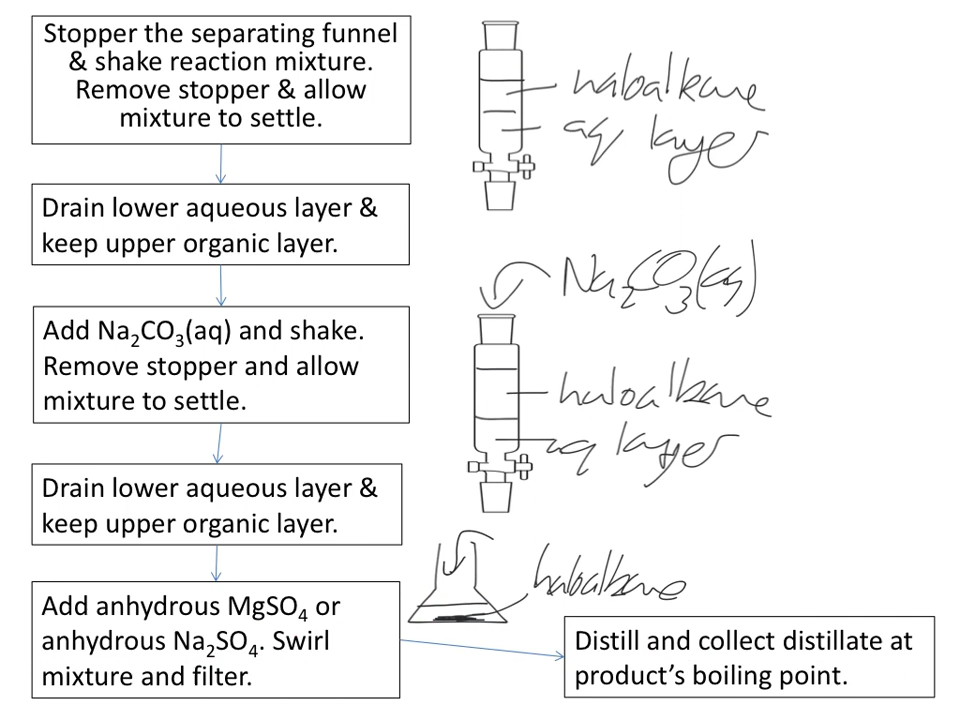 Stopper the separating funnel
& shake reaction mixture.
Remove stopper & allow
mixture to settle.
haloalkane
aq layer
Drain lower aqueous layer &
keep upper organic layer.
Na₂CO₃(aq)
Add Na₂CO₃(aq) and shake.
Remove stopper and allow
mixture to settle.
haloalkane
aq layer
Drain lower aqueous layer &
keep upper organic layer.
haloalkane
Add anhydrous MgSO₄ or
anhydrous Na₂SO₄. Swirl
mixture and filter.
Distill and collect distillate at
product’s boiling point.